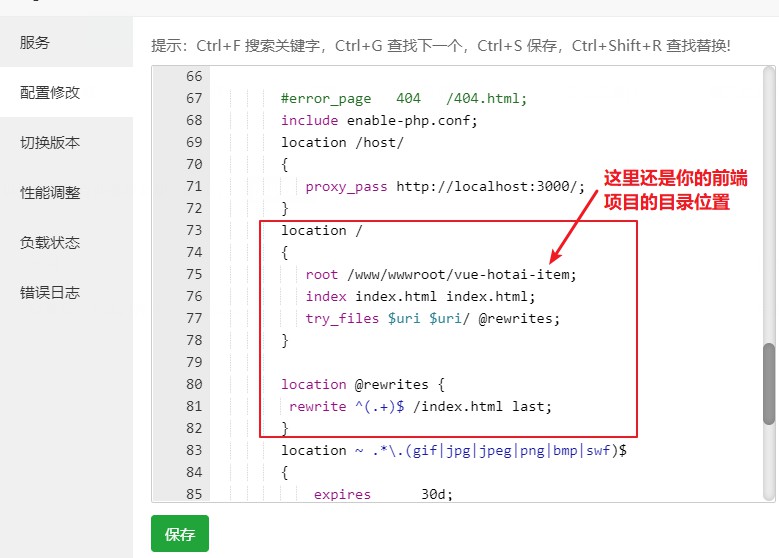 服务
配置修改
切换版本
性能调整
负载状态
错误日志
提示：Ctrl+F 搜索关键字，Ctrl+G 查找下一个，Ctrl+S 保存，Ctrl+Shift+R 查找替换!
66
67 #error_page 404 /404.html;
68 include enable-php.conf;
69 location /host/
70 {
71 proxy_pass http://localhost:3000/;
72 }
73 location /
74 {
75 root /www/wwwroot/vue-hotai-item;
76 index index.html index.html;
77 try_files $uri $uri/ @rewrites;
78 }
79
80 location @rewrites {
81 rewrite ^(.+)$ /index.html last;
82 }
83 location ~ .*\.(gif|jpg|jpeg|png|bmp|swf)$
84 {
85 expires 30d;
这里还是你的前端
项目的目录位置
保存